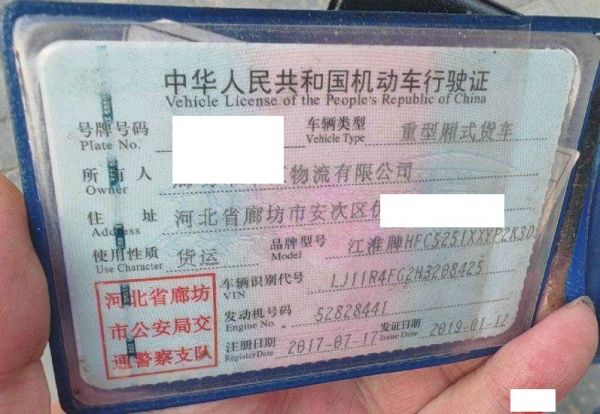 中华人民共和国机动车行驶证
Vehicle License of the People's Republic of China
号牌号码 Plate No. 车辆类型 Vehicle Type 重型厢式货车
所有人 Owner 物流有限公司
住址 Address 河北省廊坊市安次区
使用性质 Use Character 货运 品牌型号 Model 江淮牌HFC5251XXYP2K3D
河北省廊坊
市公安局交
通警察支队
车辆识别代号 VIN LJ11R4FG2H3208425
发动机号码 Engine No. 52828441
注册日期 Register Date 2017-07-17 发证日期 Issue Date 2019-01-12